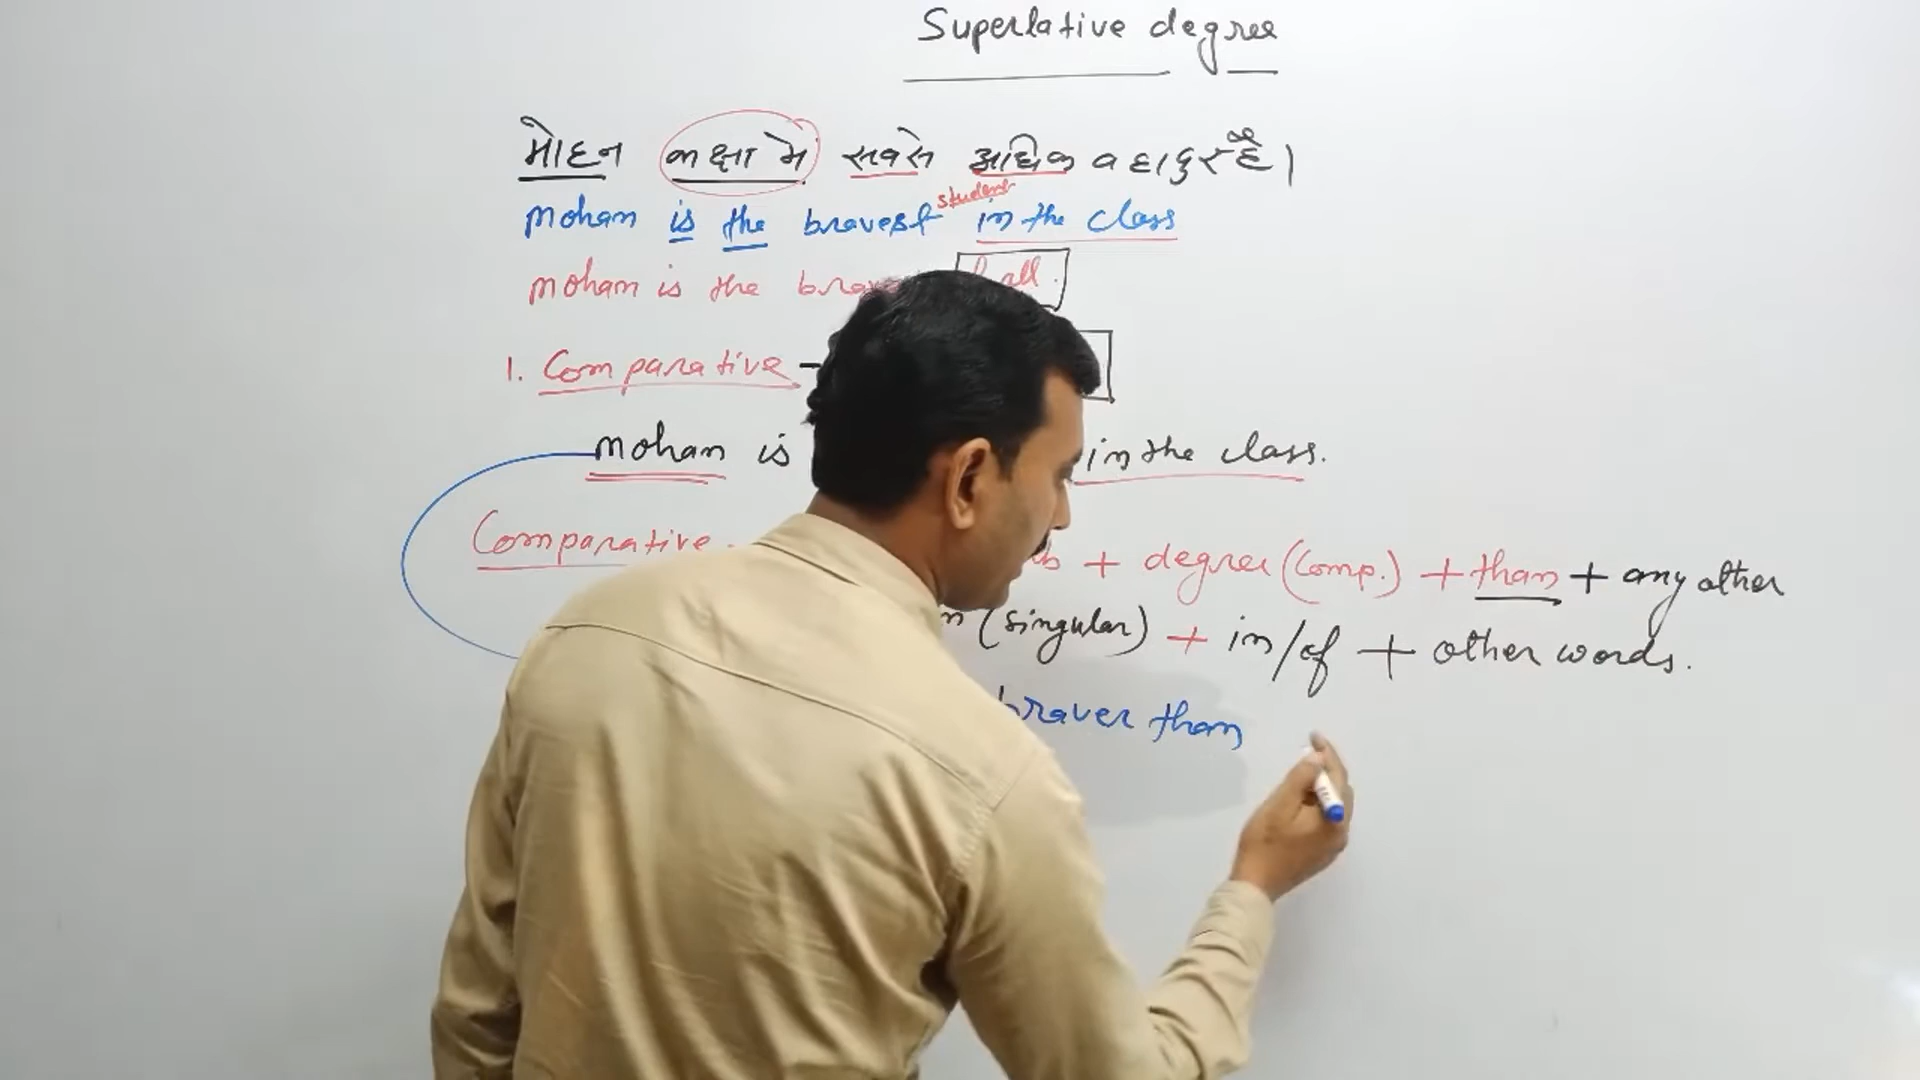 Superlative degree
मोहन कक्षा में सबसे अधिक बहादुर है।
student
Mohan is the bravest in the class
Mohan is the all.
1. Comparative -
Mohan is in the class.
Comparative + degree (Comp.) + than + any other
(singular) + in/of + other words.
braver than